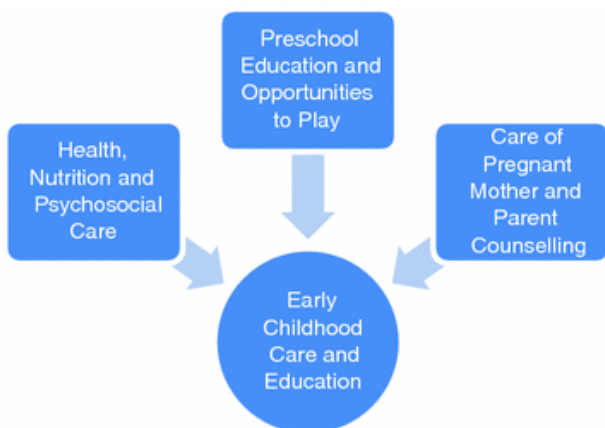 Preschool
Education and
Opportunities
to Play
Health,
Nutrition and
Psychosocial
Care
Care of
Pregnant
Mother and
Parent
Counselling
Early
Childhood
Care and
Education